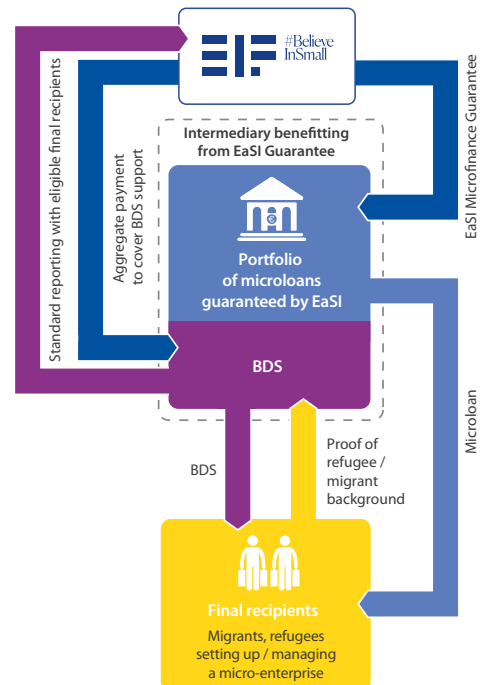 EIF
#Believe
InSmall
Standard reporting with eligible final recipients
Aggregate payment
to cover BDS support
EaSI Microfinance Guarantee
Intermediary benefitting
from EaSI Guarantee
€
Portfolio
of microloans
guaranteed by EaSI
BDS
Microloan
BDS
Proof of
refugee /
migrant
background
Final recipients
Migrants, refugees
setting up / managing
a micro-enterprise